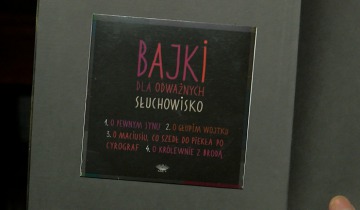 BAJKi
DLA ODWAŻNYCH
SŁUCHOWISKO
1. O PEWNYM SYNU 2. O GŁUPIM WOJTKU
3. O MACIUSIU, CO SZEDŁ DO PIEKŁA PO
CYROGRAF 4. O KRÓLEWNIE Z BRODĄ